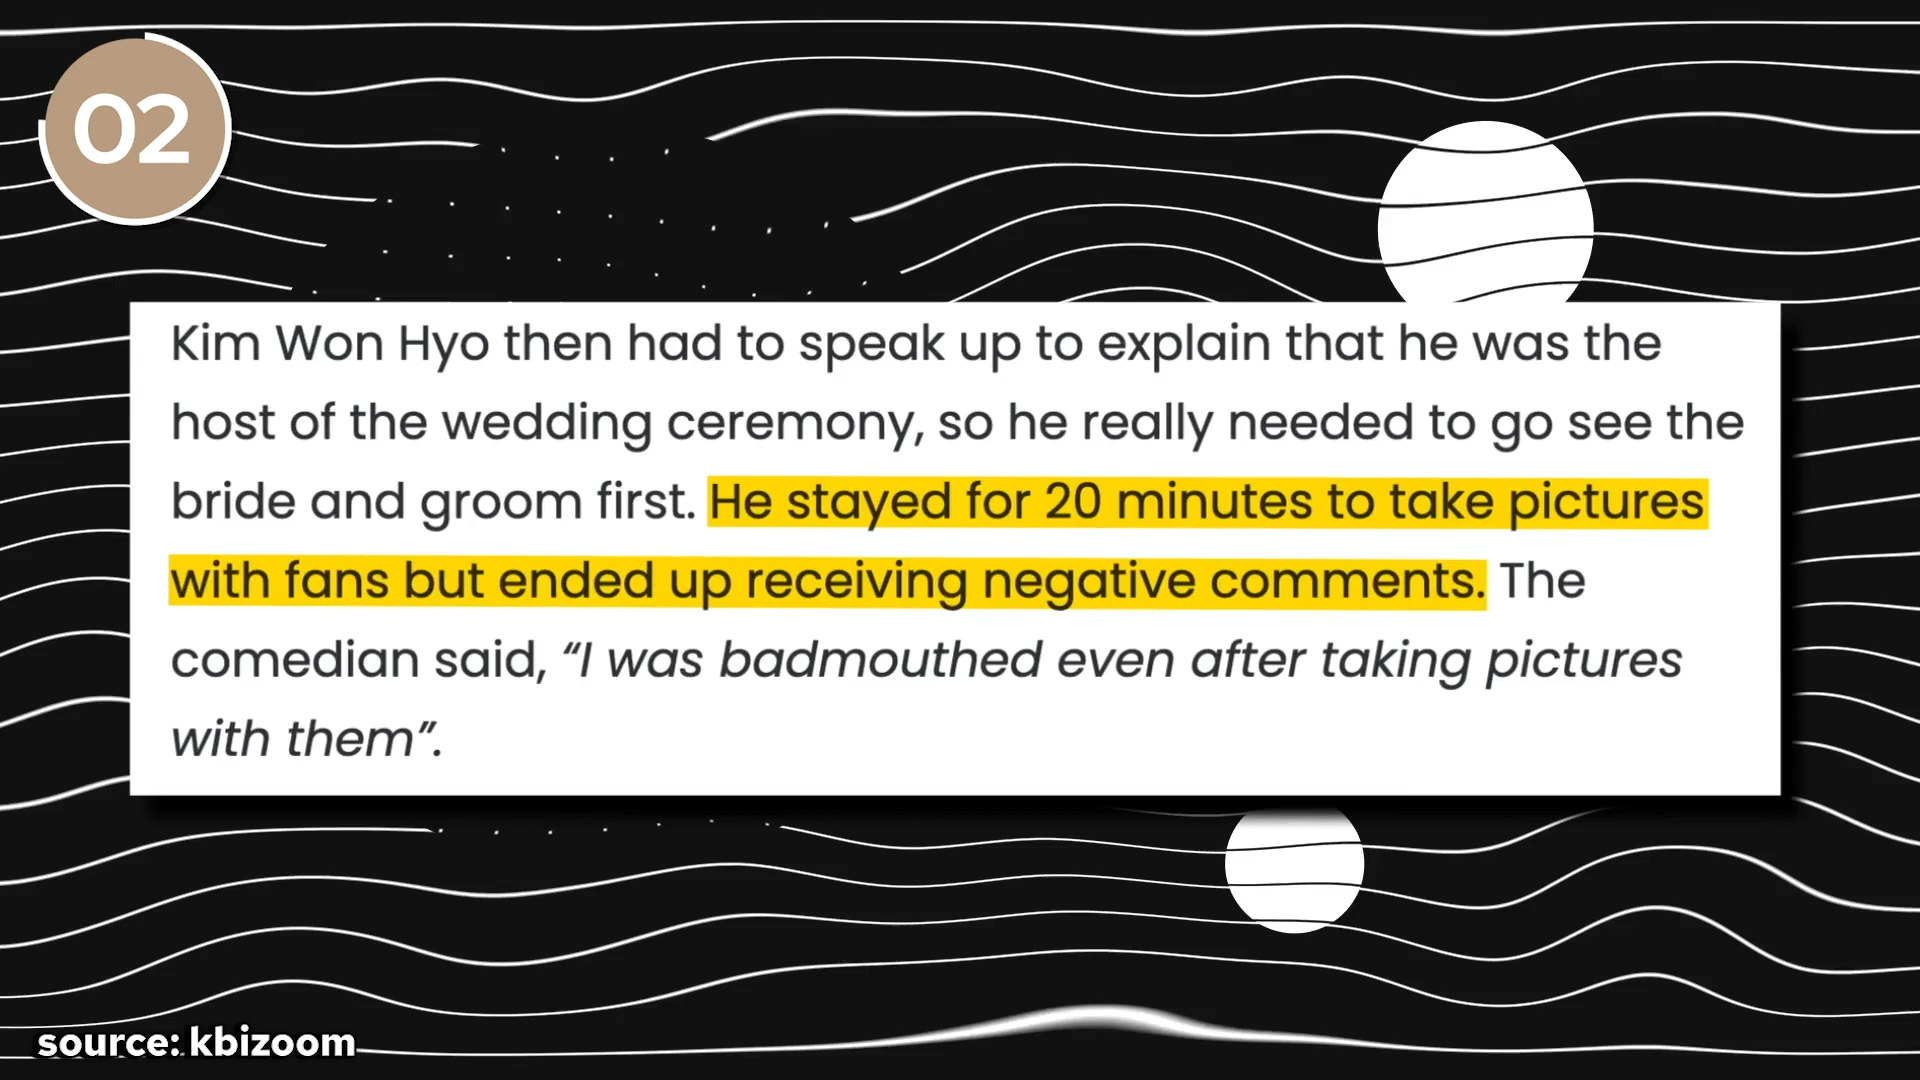 02
Kim Won Hyo then had to speak up to explain that he was the
host of the wedding ceremony, so he really needed to go see the
bride and groom first. He stayed for 20 minutes to take pictures
with fans but ended up receiving negative comments. The
comedian said, “I was badmouthed even after taking pictures
with them”.
source: kbizoom